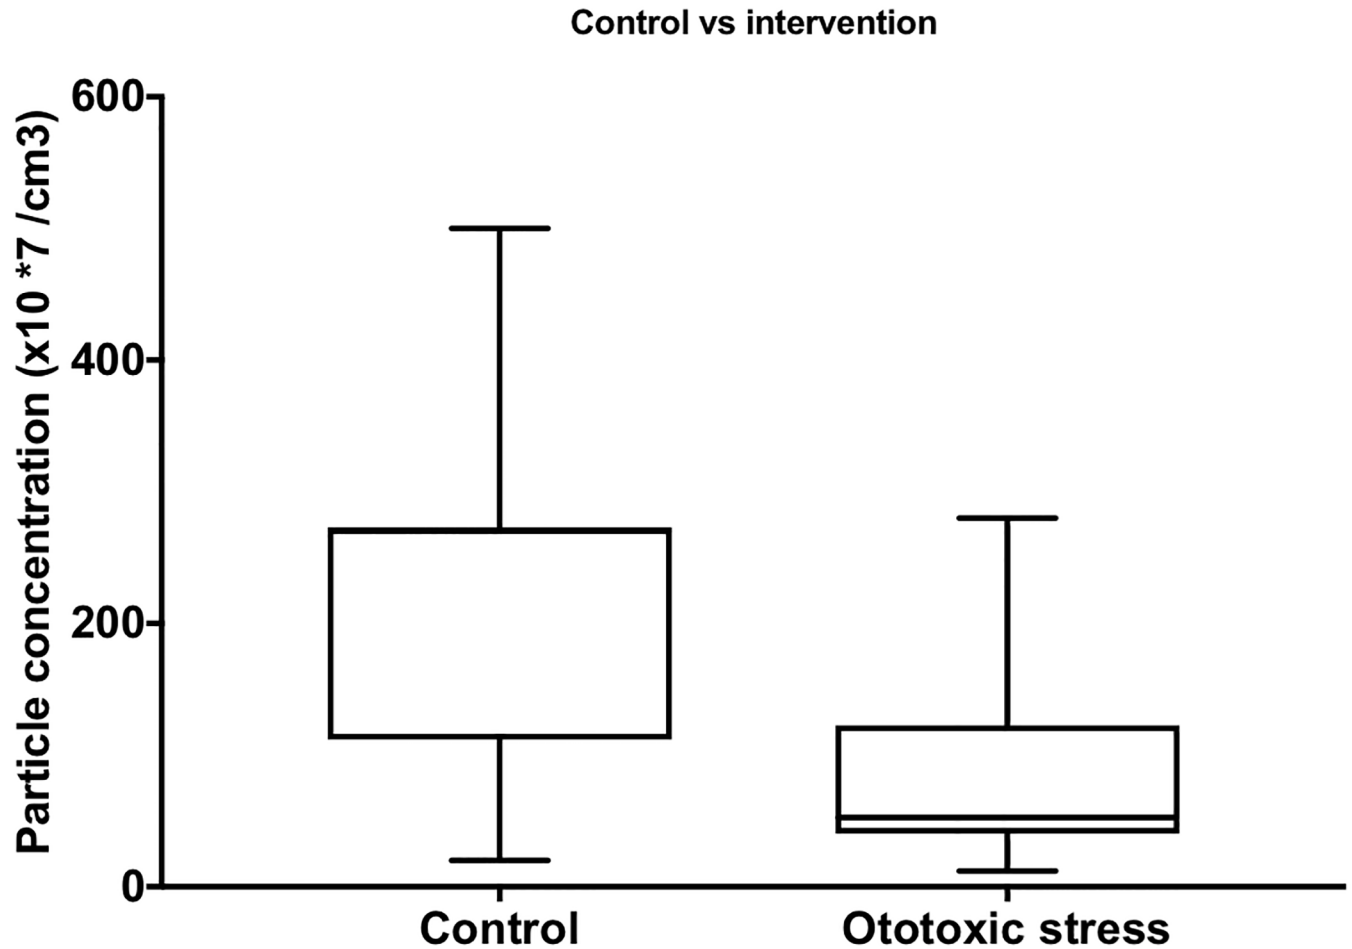 Control vs intervention
Particle concentration (x10 *7 /cm3)
600
400
200
0
Control
Ototoxic stress